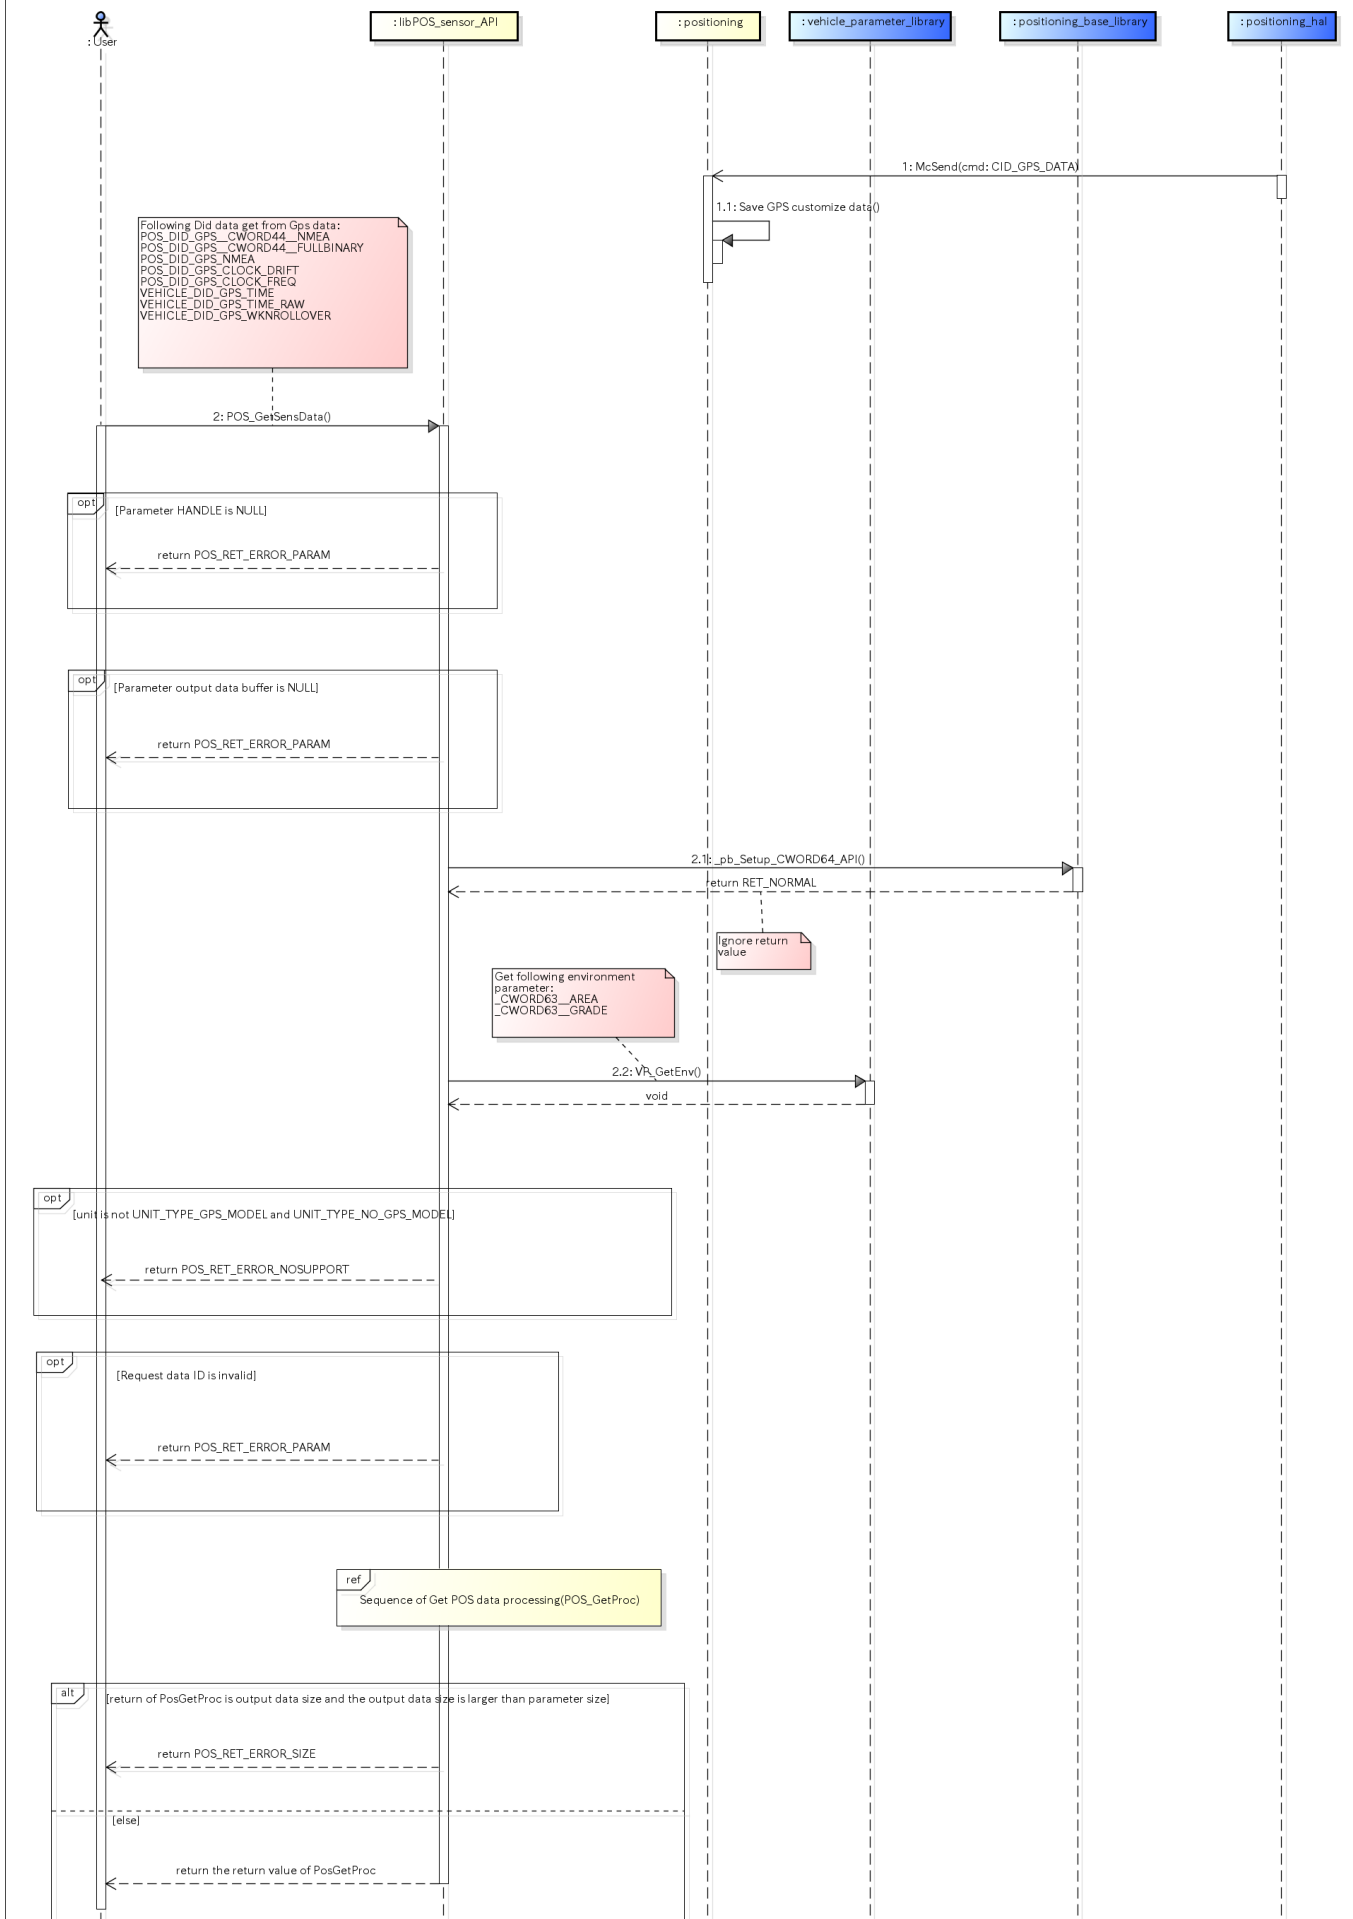 : User
: libPOS_sensor_API
: positioning
: vehicle_parameter_library
: positioning_base_library
: positioning_hal
1: McSend(cmd: CID_GPS_DATA)
1.1: Save GPS customize data()
Following Did data get from Gps data:
POS_DID_GPS__CWORD44__NMEA
POS_DID_GPS__CWORD44__FULLBINARY
POS_DID_GPS_NMEA
POS_DID_GPS_CLOCK_DRIFT
POS_DID_GPS_CLOCK_FREQ
VEHICLE_DID_GPS_TIME
VEHICLE_DID_GPS_TIME_RAW
VEHICLE_DID_GPS_WKNROLLOVER
2: POS_GetSensData()
opt
[Parameter HANDLE is NULL]
return POS_RET_ERROR_PARAM
opt
[Parameter output data buffer is NULL]
return POS_RET_ERROR_PARAM
2.1: _pb_Setup_CWORD64_API()
return RET_NORMAL
Ignore return
value
Get following environment
parameter:
_CWORD63__AREA
_CWORD63__GRADE
2.2: VP_GetEnv()
void
opt
[unit is not UNIT_TYPE_GPS_MODEL and UNIT_TYPE_NO_GPS_MODEL]
return POS_RET_ERROR_NOSUPPORT
opt
[Request data ID is invalid]
return POS_RET_ERROR_PARAM
ref
Sequence of Get POS data processing(POS_GetProc)
alt
[return of PosGetProc is output data size and the output data size is larger than parameter size]
return POS_RET_ERROR_SIZE
[else]
return the return value of PosGetProc